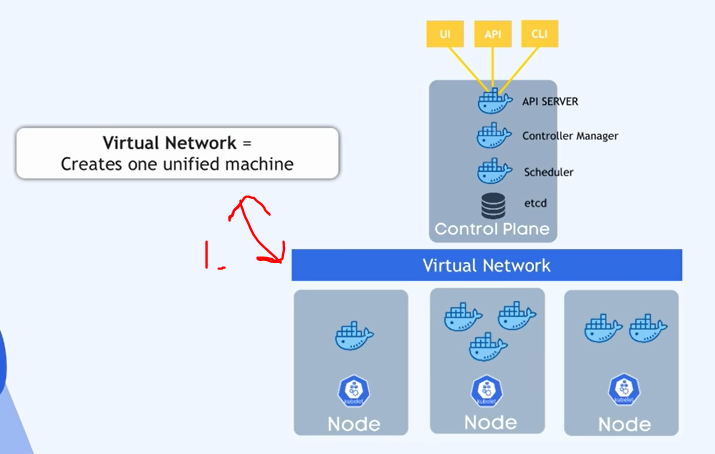 UI
API
CLI
API SERVER
Controller Manager
Scheduler
etcd
Control Plane
Virtual Network =
Creates one unified machine
1.
Virtual Network
kubelet
kubelet
kubelet
Node
Node
Node